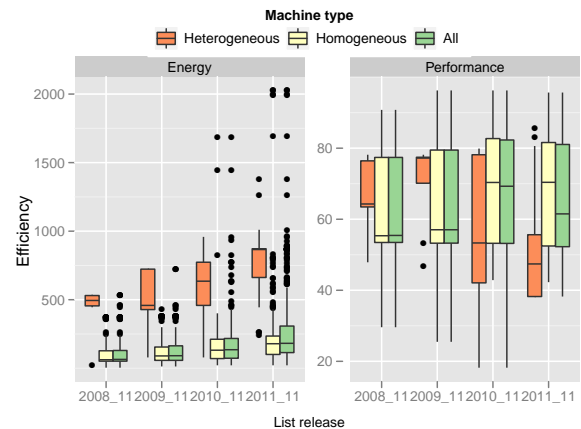 Machine type
Heterogeneous Homogeneous All
Energy
Performance
Efficiency
2000
1500
1000
500
80
60
40
20
2008_11 2009_11 2010_11 2011_11
2008_11 2009_11 2010_11 2011_11
List release